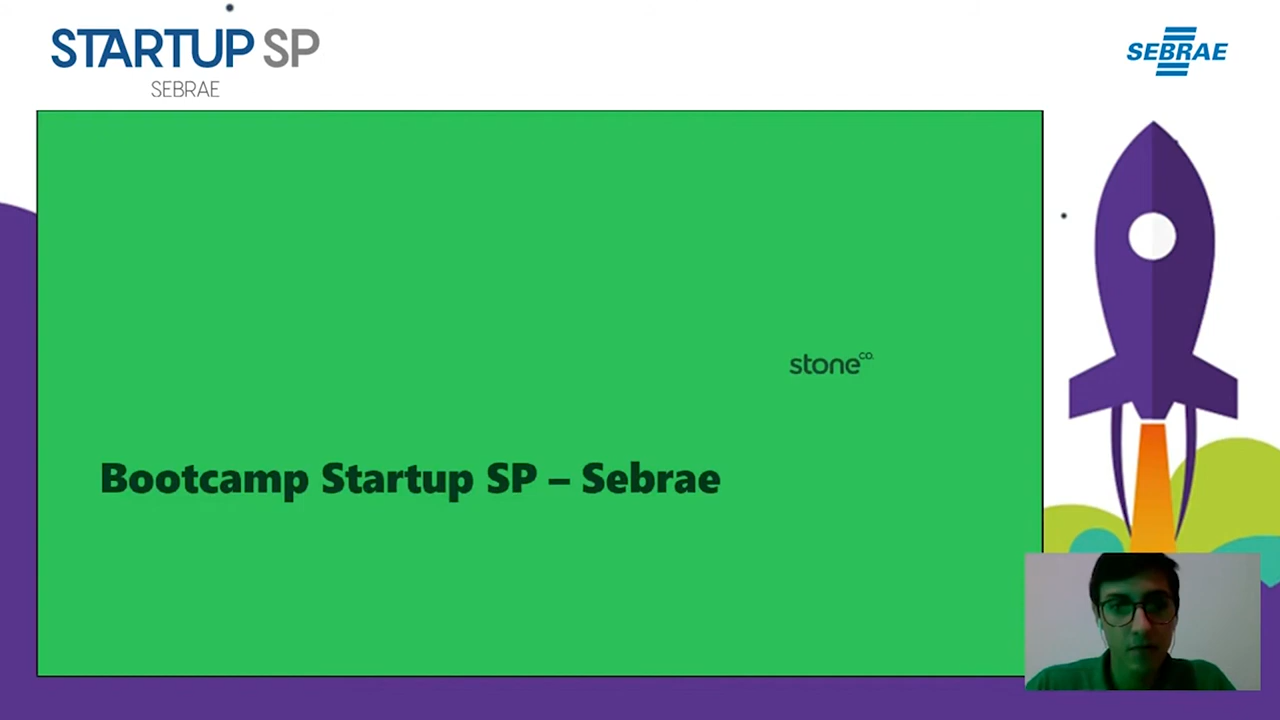 STARTUP SP
SEBRAE
SEBRAE
stone co.
Bootcamp Startup SP – Sebrae